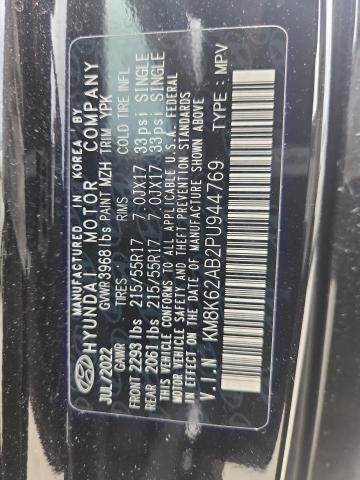 MANUFACTURED IN KOREA BY
HYUNDAI MOTOR COMPANY
JUL/2022 GVWR 3968 lbs PAINT MZH TRIM YPK
GAWR TIRES RIMS COLD TIRE INFL
FRONT 2293 lbs 215/55R17 7.0JX17 33psi SINGLE
REAR 2061 lbs 215/55R17 7.0JX17 33psi SINGLE
THIS VEHICLE CONFORMS TO ALL APPLICABLE U.S.A. FEDERAL
MOTOR VEHICLE SAFETY STANDARDS
IN EFFECT ON THE DATE OF MANUFACTURE SHOWN ABOVE
V.I.N : KM8K62AB2PU944769 TYPE : MPV